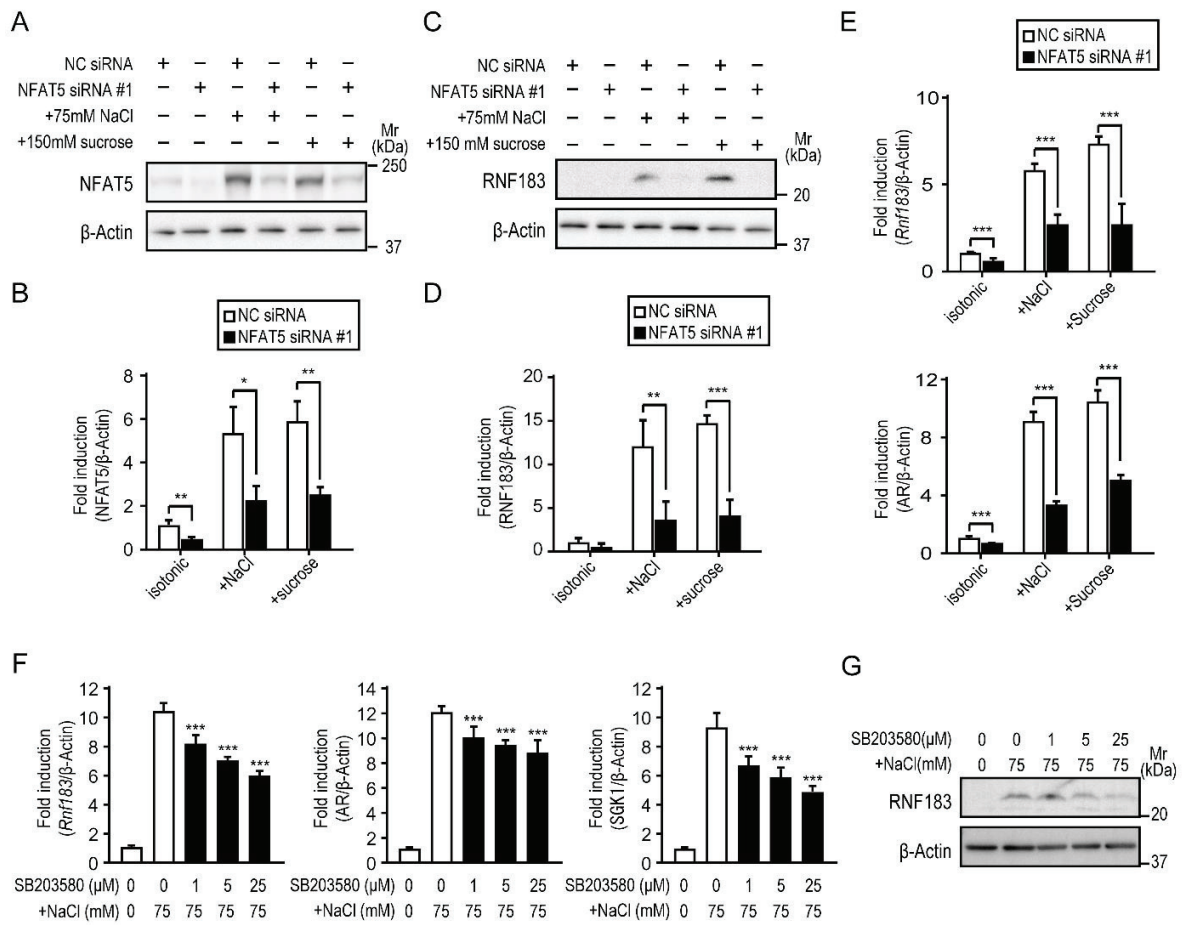 A
NC siRNA + − + − + −
NFAT5 siRNA #1 − + − + − +
+75mM NaCl − − + + − −
+150mM sucrose − − − − + +
Mr (kDa)
NFAT5
250
β-Actin
37
B
NC siRNA
NFAT5 siRNA #1
Fold induction
(NFAT5/β-Actin)
8
6
4
2
0
**
*
**
isotonic
+NaCl
+sucrose
C
NC siRNA + − + − + −
NFAT5 siRNA #1 − + − + − +
+75mM NaCl − − + + − −
+150 mM sucrose − − − − + −
Mr
(kDa)
RNF183
20
β-Actin
37
D
NC siRNA
NFAT5 siRNA #1
Fold induction
(RNF183/β-Actin)
20
15
10
5
0
**
***
isotonic
+NaCl
+sucrose
E
NC siRNA
NFAT5 siRNA #1
Fold induction
(Rnf183/β-Actin)
10
5
0
***
***
***
isotonic
+NaCl
+Sucrose
Fold induction
(AR/β-Actin)
12
8
4
0
***
***
***
isotonic
+NaCl
+Sucrose
F
Fold induction
(Rnf183/β-Actin)
12
10
8
6
4
2
0
***
***
***
SB203580 (μM) 0 0 1 5 25
+NaCl (mM) 0 75 75 75 75
Fold induction
(AR/β-Actin)
14
12
10
8
6
4
2
0
***
***
***
SB203580 (μM) 0 0 1 5 25
+NaCl (mM) 0 75 75 75 75
Fold induction
(SGK1/β-Actin)
12
10
8
6
4
2
0
***
***
***
SB203580 (μM) 0 0 1 5 25
+NaCl (mM) 0 75 75 75 75
G
SB203580(μM) 0 0 1 5 25
+NaCl(mM) 0 75 75 75 75
Mr
(kDa)
RNF183
20
β-Actin
37